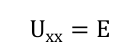 Uₓₓ = E